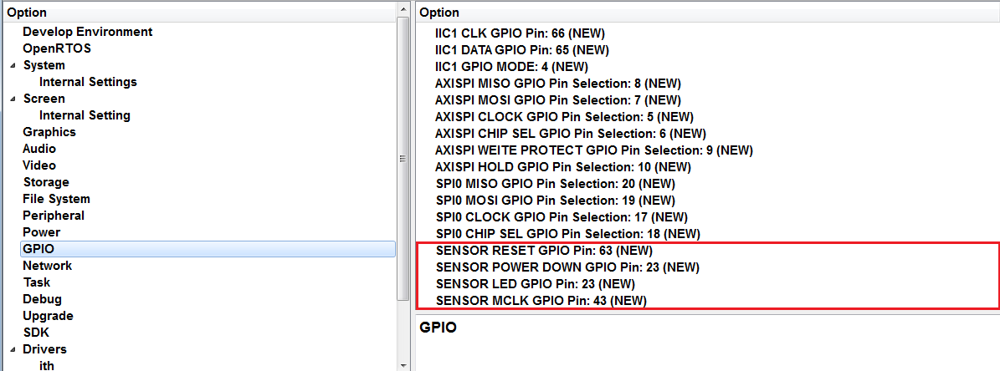 Option
Develop Environment
OpenRTOS
System
Internal Settings
Screen
Internal Setting
Graphics
Audio
Video
Storage
File System
Peripheral
Power
GPIO
Network
Task
Debug
Upgrade
SDK
Drivers
ith
Option
IIC1 CLK GPIO Pin: 66 (NEW)
IIC1 DATA GPIO Pin: 65 (NEW)
IIC1 GPIO MODE: 4 (NEW)
AXISPI MISO GPIO Pin Selection: 8 (NEW)
AXISPI MOSI GPIO Pin Selection: 7 (NEW)
AXISPI CLOCK GPIO Pin Selection: 5 (NEW)
AXISPI CHIP SEL GPIO Pin Selection: 6 (NEW)
AXISPI WEITE PROTECT GPIO Pin Selection: 9 (NEW)
AXISPI HOLD GPIO Pin Selection: 10 (NEW)
SPI0 MISO GPIO Pin Selection: 20 (NEW)
SPI0 MOSI GPIO Pin Selection: 19 (NEW)
SPI0 CLOCK GPIO Pin Selection: 17 (NEW)
SPI0 CHIP SEL GPIO Pin Selection: 18 (NEW)
SENSOR RESET GPIO Pin: 63 (NEW)
SENSOR POWER DOWN GPIO Pin: 23 (NEW)
SENSOR LED GPIO Pin: 23 (NEW)
SENSOR MCLK GPIO Pin: 43 (NEW)
GPIO